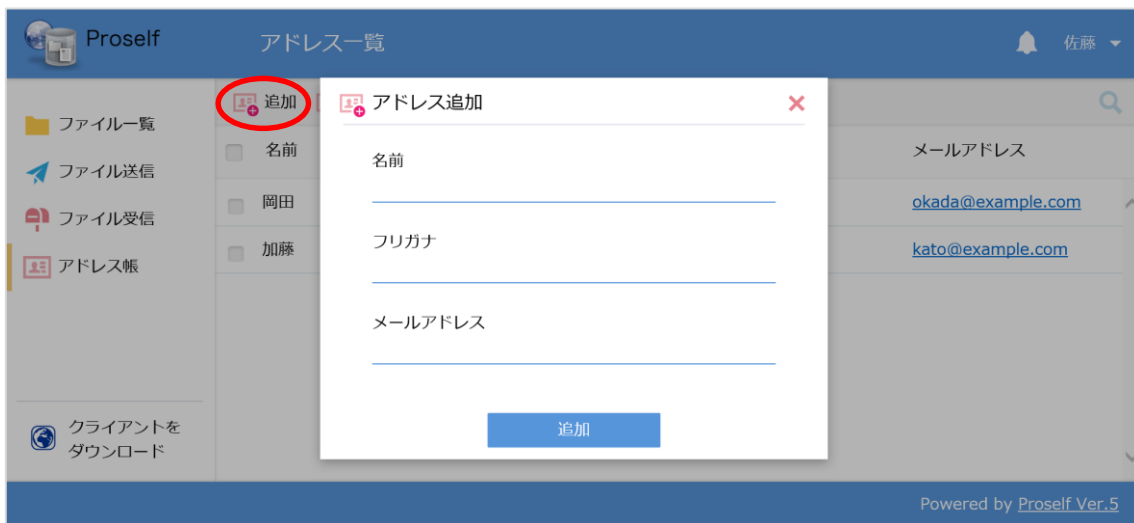 Proself
アドレス一覧
佐藤
ファイル一覧
ファイル送信
ファイル受信
アドレス帳
クライアントを
ダウンロード
追加
名前
メールアドレス
岡田
okada@example.com
加藤
kato@example.com
アドレス追加
名前
フリガナ
メールアドレス
追加
Powered by Proself Ver.5